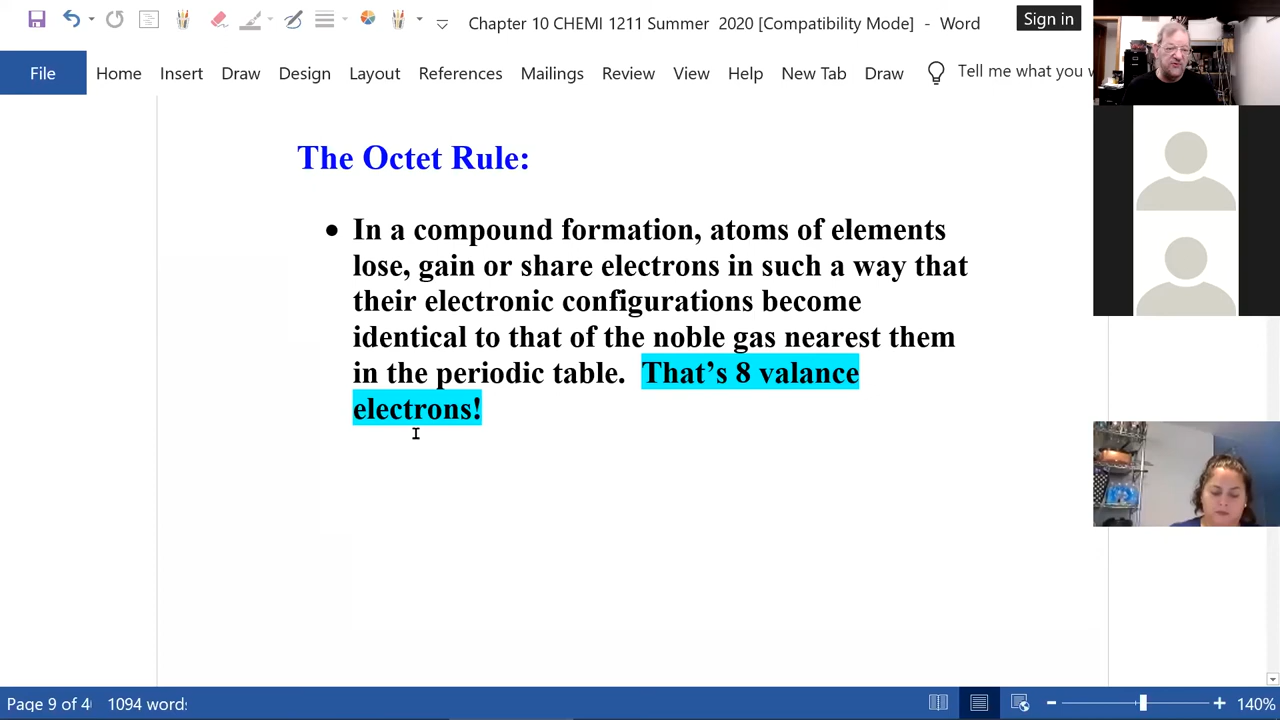 Chapter 10 CHEMI 1211 Summer 2020 [Compatibility Mode] - Word
Sign in
File Home Insert Draw Design Layout References Mailings Review View Help New Tab Draw Tell me what you
The Octet Rule:
• In a compound formation, atoms of elements
lose, gain or share electrons in such a way that
their electronic configurations become
identical to that of the noble gas nearest them
in the periodic table. That's 8 valance
electrons!
Page 9 of 4 1094 words
140%